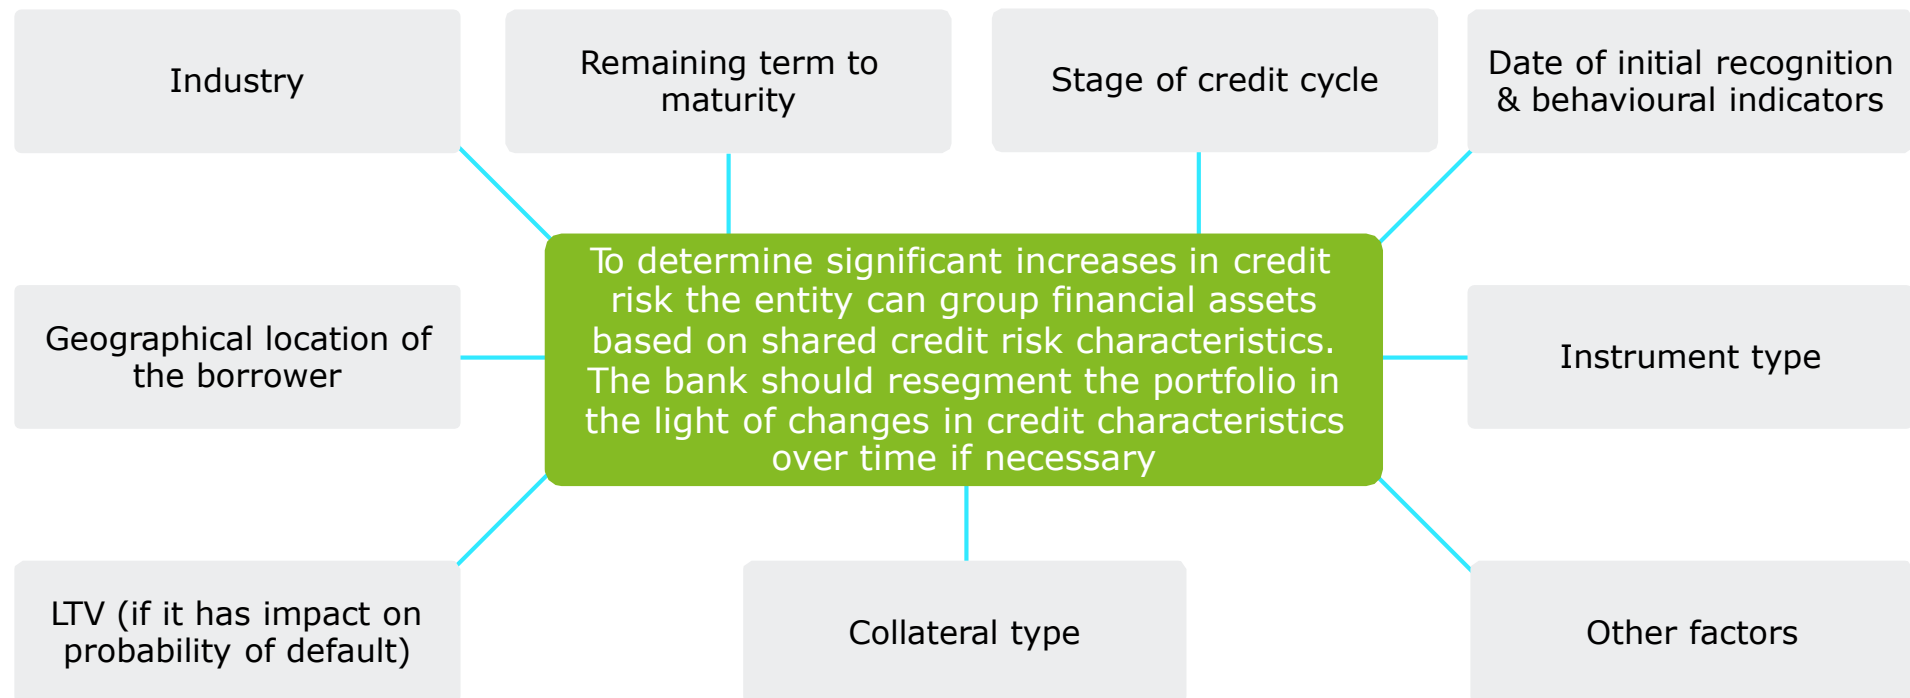 Industry
Remaining term to
maturity
Stage of credit cycle
Date of initial recognition
& behavioural indicators
To determine significant increases in credit
risk the entity can group financial assets
based on shared credit risk characteristics.
The bank should resegment the portfolio in
the light of changes in credit characteristics
over time if necessary
Geographical location of
the borrower
Instrument type
LTV (if it has impact on
probability of default)
Collateral type
Other factors